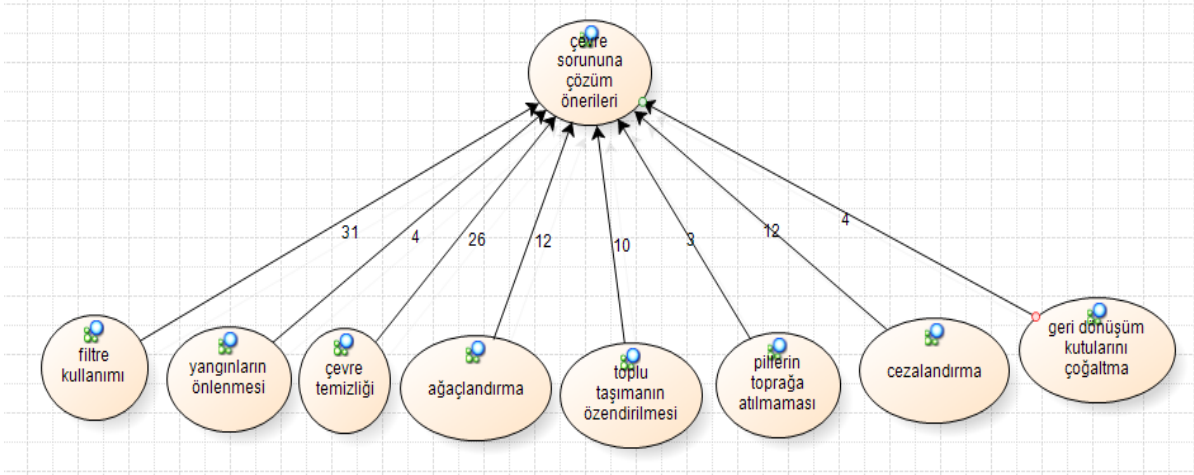 çevre
sorununa
çözüm
önerileri
31
4
26
12
10
3
12
4
filtre
kullanımı
yangınların
önlenmesi
çevre
temizliği
ağaçlandırma
toplu
taşımanın
özendirilmesi
pillerin
toprağa
atılmaması
cezalandırma
geri dönüşüm
kutularını
çoğaltma